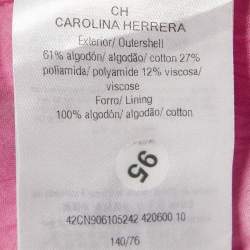 CH
CAROLINA HERRERA
Exterior/ Outershell
61% algodón/ algodão/ cotton 27%
poliamida/ polyamide 12% viscosa/
viscose
Forro/ Lining
100% algodón/ algodão/ cotton
95
42CN906105242 420600 10
140/76